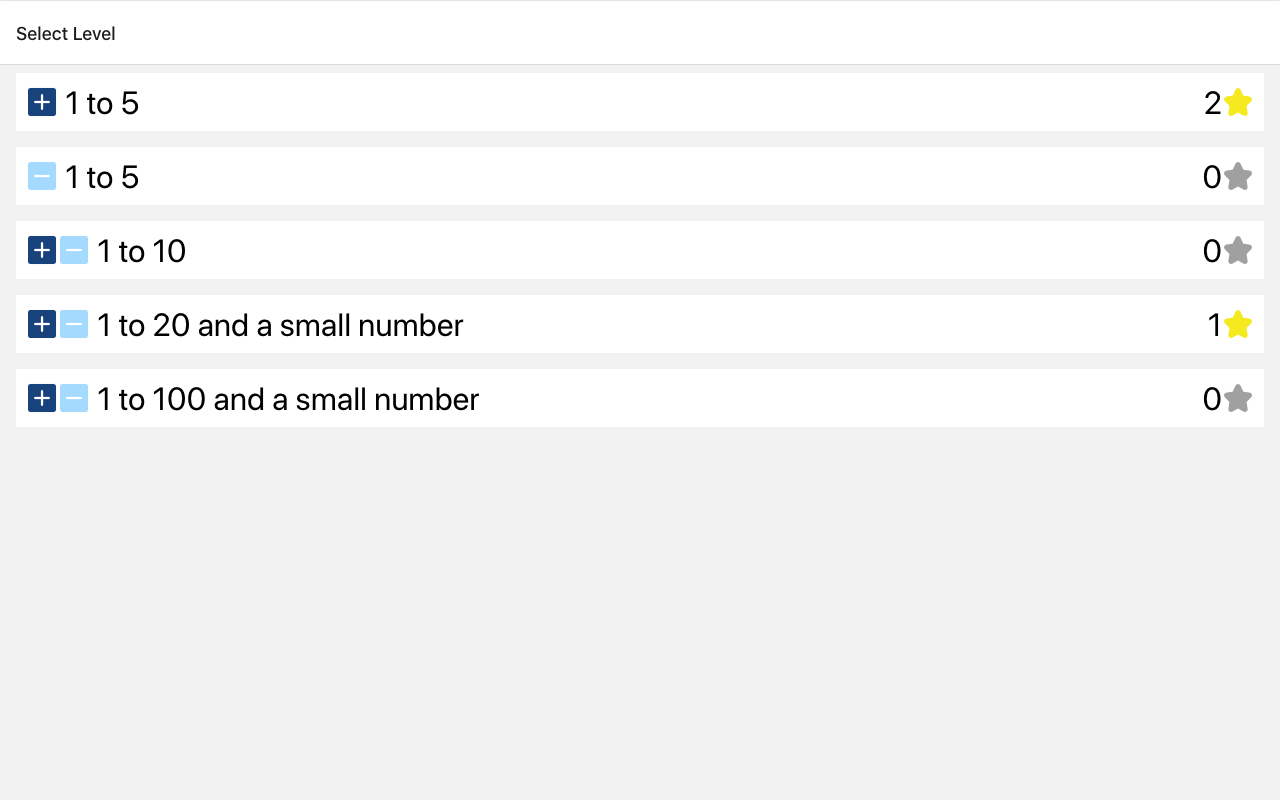 Select Level
1 to 5 2
1 to 5 0
1 to 10 0
1 to 20 and a small number 1
1 to 100 and a small number 0